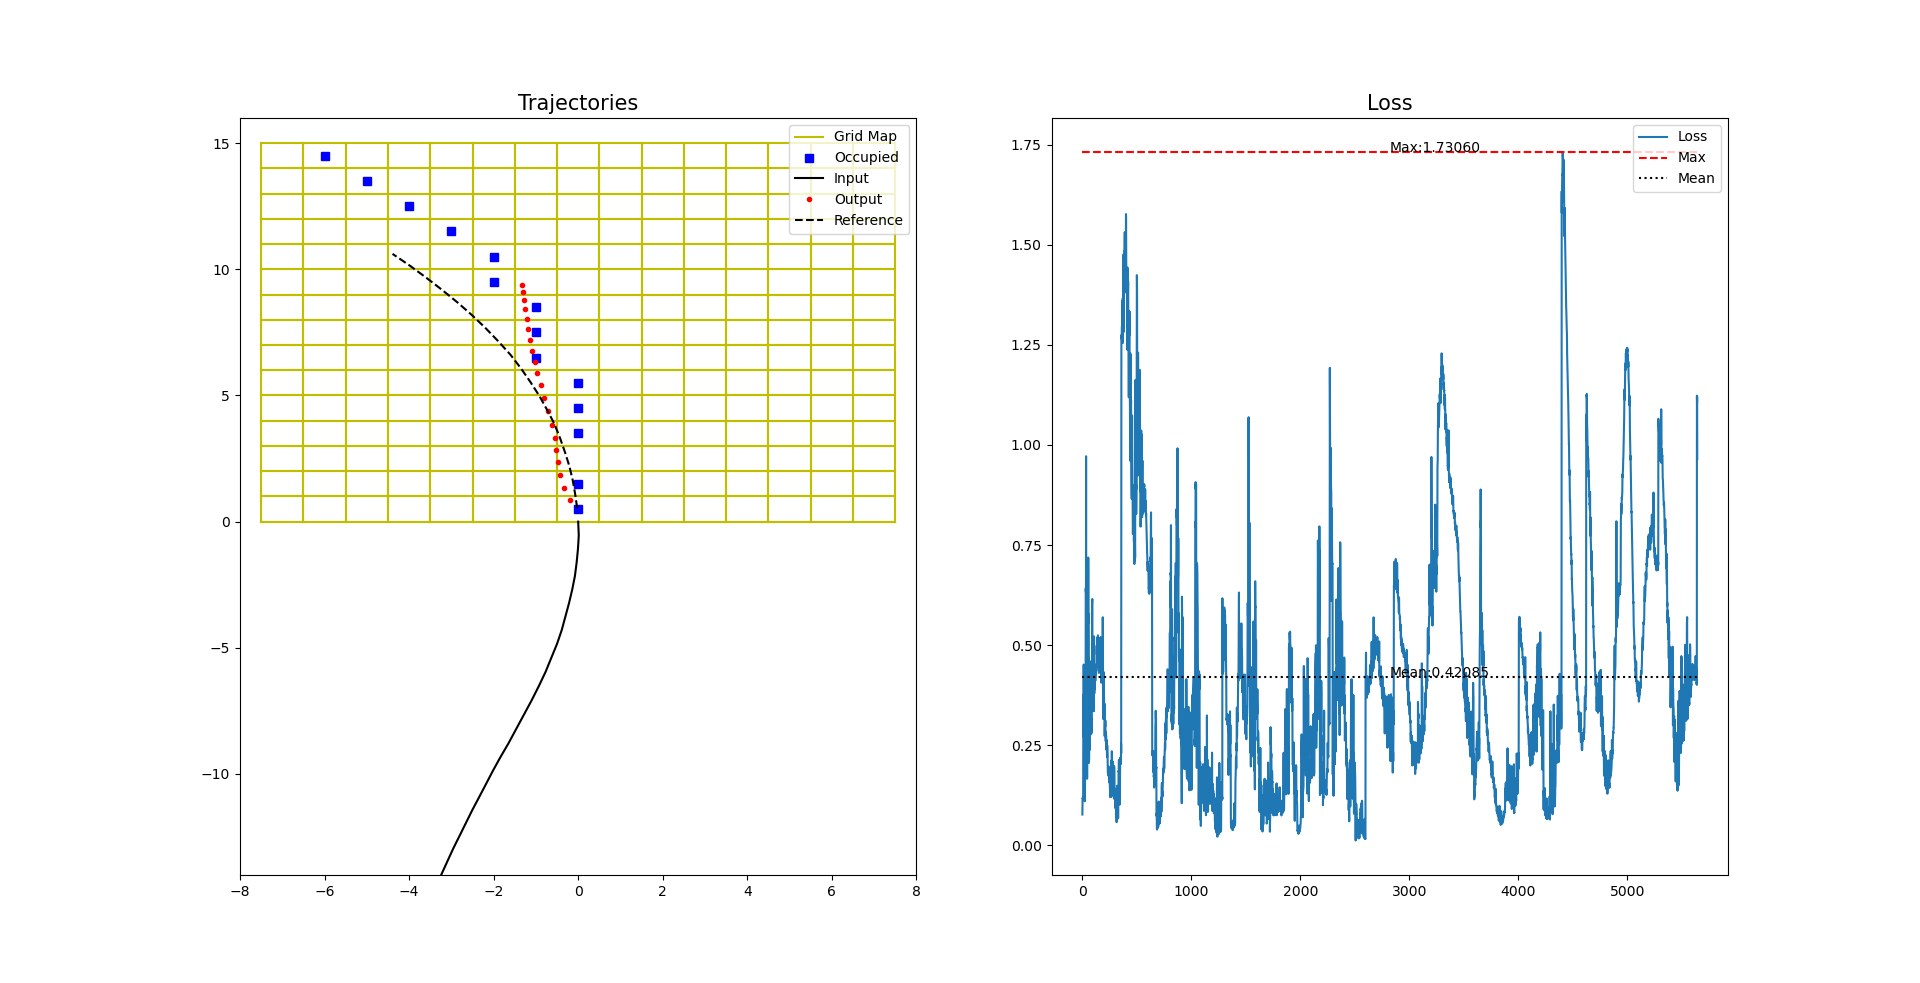 Trajectories
15
10
5
0
−5
−10
−8
−6
−4
−2
0
2
4
6
8
Grid Map
Occupied
Input
Output
Reference
Loss
1.75
1.50
1.25
1.00
0.75
0.50
0.25
0.00
0
1000
2000
3000
4000
5000
Max:1.73060
Mean:0.42085
Loss
Max
Mean